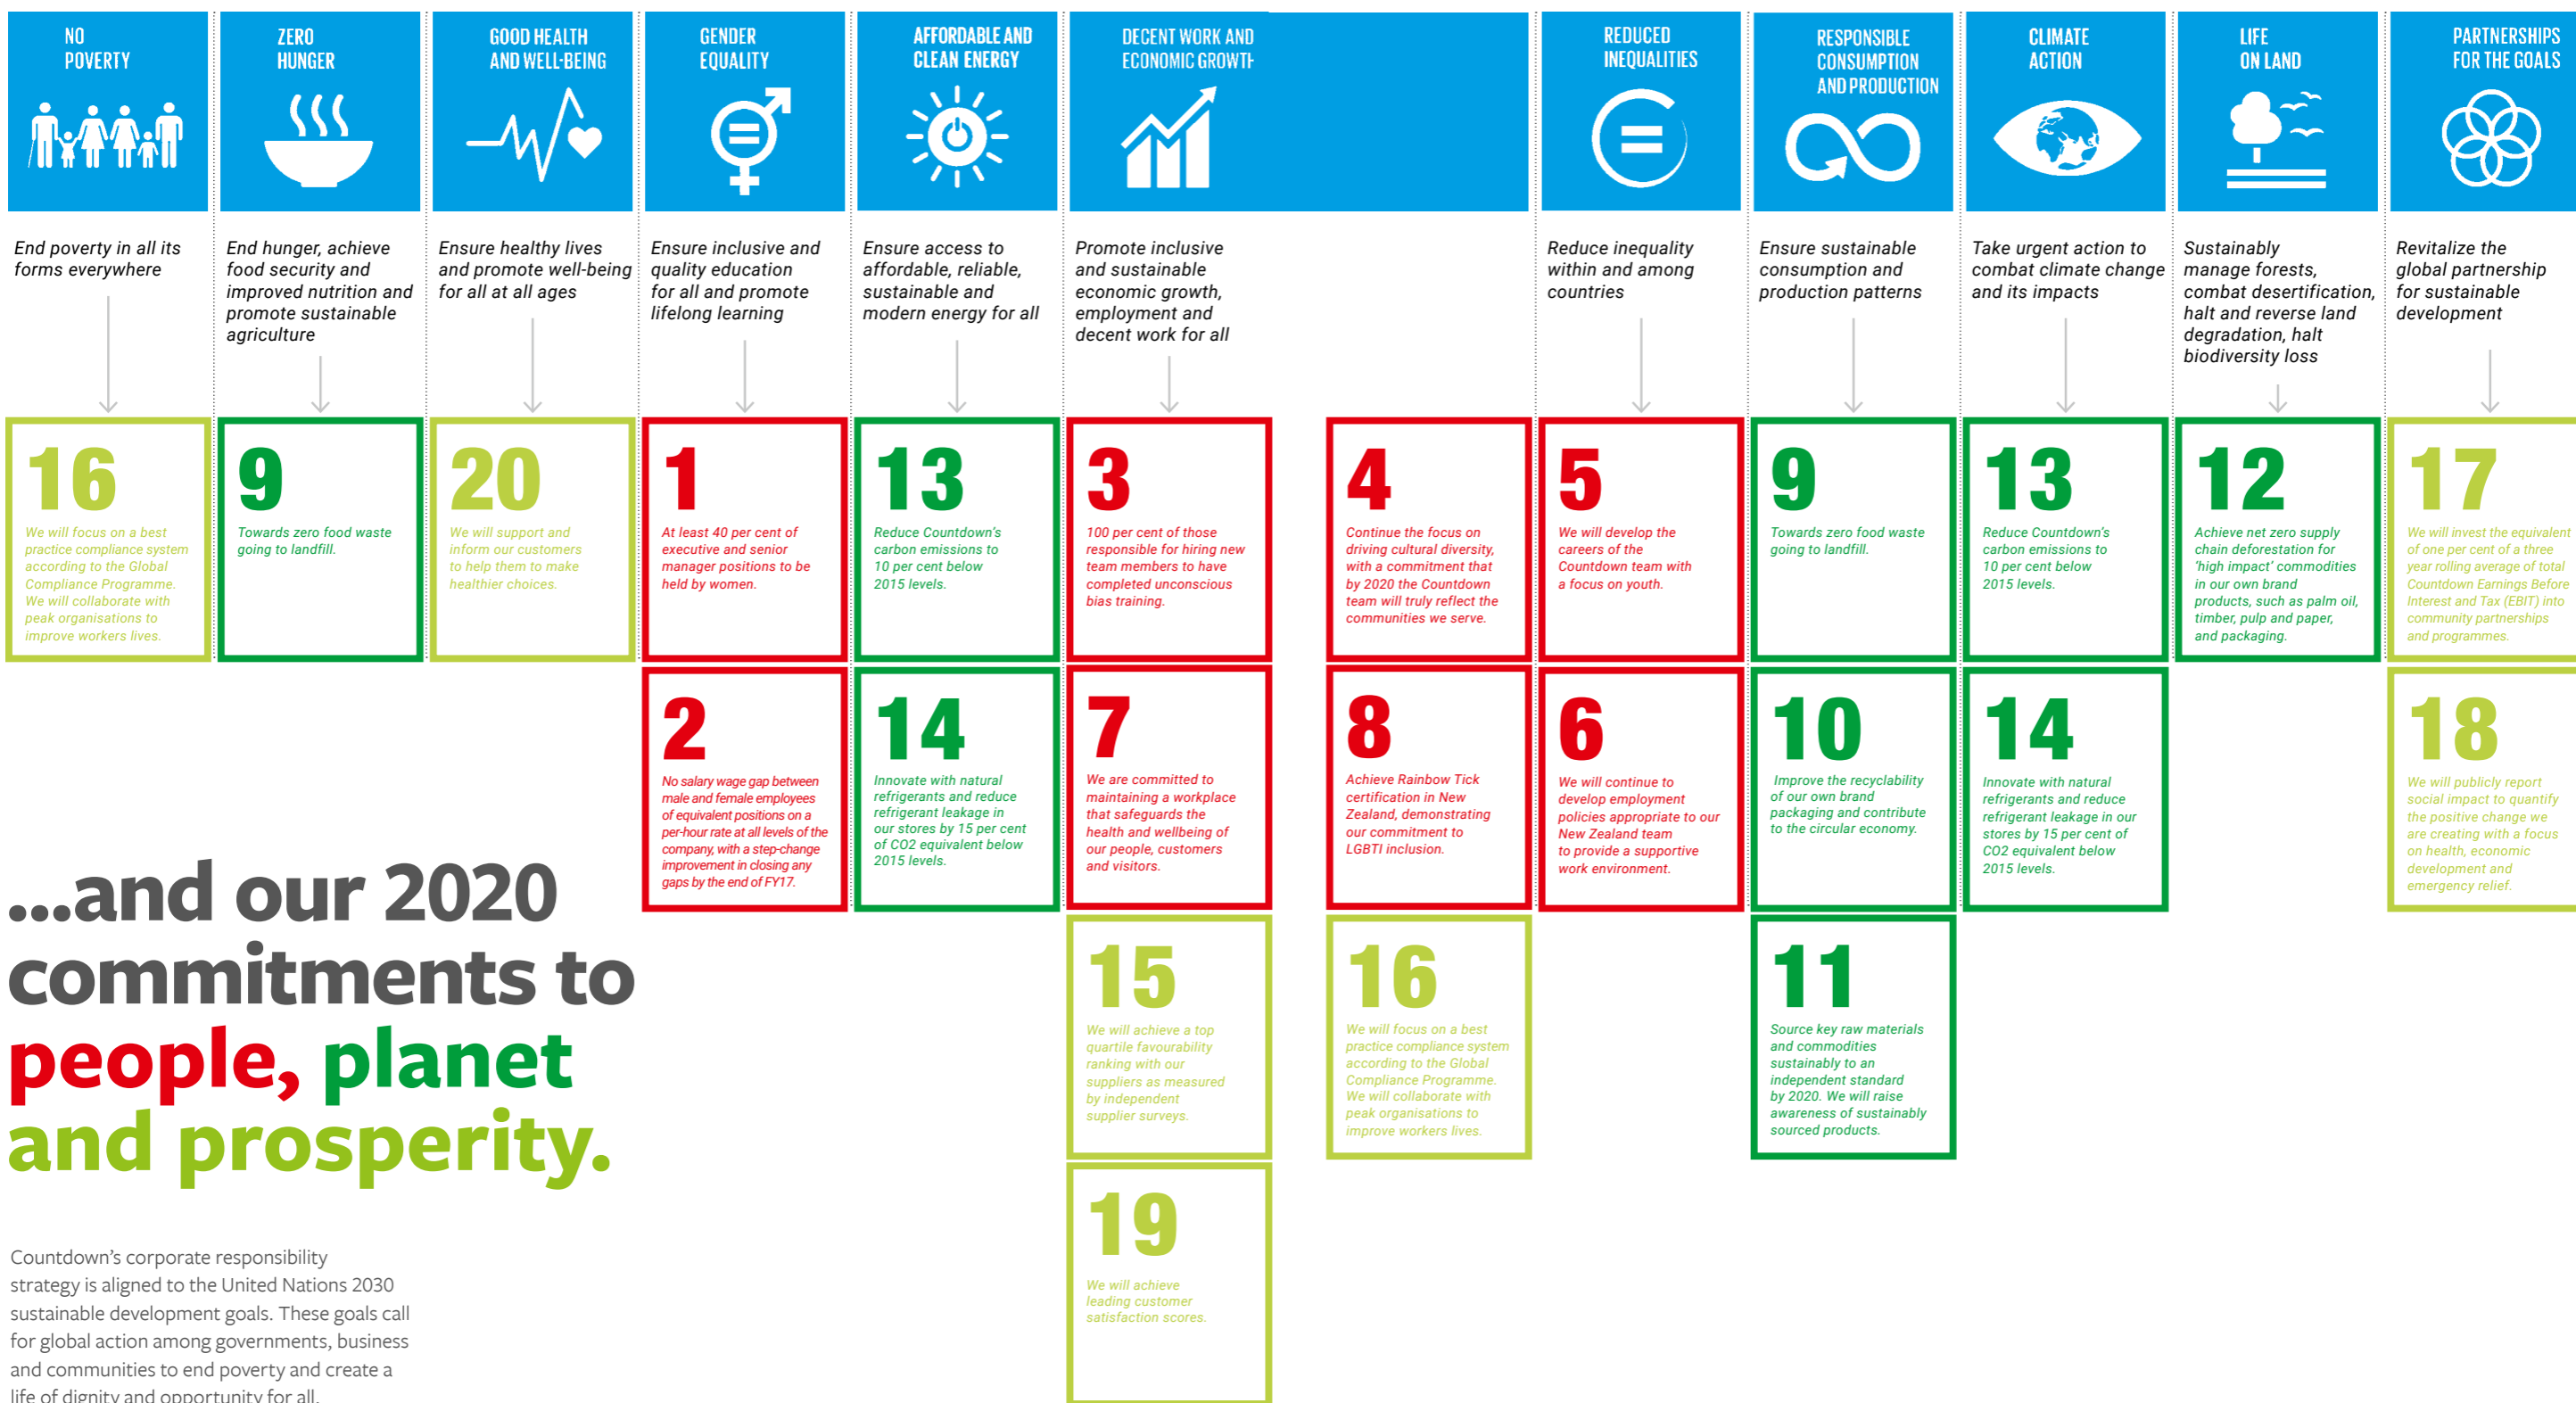 NO
POVERTY
ZERO
HUNGER
GOOD HEALTH
AND WELL-BEING
GENDER
EQUALITY
AFFORDABLE AND
CLEAN ENERGY
DECENT WORK AND
ECONOMIC GROWTH
REDUCED
INEQUALITIES
RESPONSIBLE
CONSUMPTION
AND PRODUCTION
CLIMATE
ACTION
LIFE
ON LAND
PARTNERSHIPS
FOR THE GOALS
End poverty in all its
forms everywhere
End hunger, achieve
food security and
improved nutrition and
promote sustainable
agriculture
Ensure healthy lives
and promote well-being
for all at all ages
Ensure inclusive and
quality education
for all and promote
lifelong learning
Ensure access to
affordable, reliable,
sustainable and
modern energy for all
Promote inclusive
and sustainable
economic growth,
employment and
decent work for all
Reduce inequality
within and among
countries
Ensure sustainable
consumption and
production patterns
Take urgent action to
combat climate change
and its impacts
Sustainably
manage forests,
combat desertification,
halt and reverse land
degradation, halt
biodiversity loss
Revitalize the
global partnership
for sustainable
development
16
We will focus on a best
practice compliance system
according to the Global
Compliance Programme.
We will collaborate with
peak organisations to
improve workers lives.
9
Towards zero food waste
going to landfill.
20
We will support and
inform our customers
to help them to make
healthier choices.
1
At least 40 per cent of
executive and senior
manager positions to be
held by women.
13
Reduce Countdown's
carbon emissions to
10 per cent below
2015 levels.
3
100 per cent of those
responsible for hiring new
team members to have
completed unconscious
bias training.
4
Continue the focus on
driving cultural diversity,
with a commitment that
by 2020 the Countdown
team will truly reflect the
communities we serve.
5
We will develop the
careers of the
Countdown team with
a focus on youth.
9
Towards zero food waste
going to landfill.
13
Reduce Countdown's
carbon emissions to
10 per cent below
2015 levels.
12
Achieve net zero supply
chain deforestation for
'high impact' commodities
in our own brand
products, such as palm oil,
timber, pulp and paper,
and packaging.
17
We will invest the equivalent
of one per cent of a three
year rolling average of total
Countdown Earnings Before
Interest and Tax (EBIT) into
community partnerships
and programmes.
2
No salary wage gap between
male and female employees
of equivalent positions on a
per-hour rate at all levels of the
company, with a step-change
improvement in closing any
gaps by the end of FY17.
14
Innovate with natural
refrigerants and reduce
refrigerant leakage in
our stores by 15 per cent
of CO2 equivalent below
2015 levels.
7
We are committed to
maintaining a workplace
that safeguards the
health and wellbeing of
our people, customers
and visitors.
8
Achieve Rainbow Tick
certification in New
Zealand, demonstrating
our commitment to
LGBTI inclusion.
6
We will continue to
develop employment
policies appropriate to our
New Zealand team
to provide a supportive
work environment.
10
Improve the recyclability
of our own brand
packaging and contribute
to the circular economy.
14
Innovate with natural
refrigerants and reduce
refrigerant leakage in our
stores by 15 per cent of
CO2 equivalent below
2015 levels.
18
We will publicly report
social impact to quantify
the positive change we
are creating with a focus
on health, economic
development and
emergency relief.
15
We will achieve a top
quartile favourability
ranking with our
suppliers as measured
by independent
supplier surveys.
16
We will focus on a best
practice compliance system
according to the Global
Compliance Programme.
We will collaborate with
peak organisations to
improve workers lives.
11
Source key raw materials
and commodities
sustainably to an
independent standard
by 2020. We will raise
awareness of sustainably
sourced products.
19
We will achieve
leading customer
satisfaction scores.
...and our 2020
commitments to
people, planet
and prosperity.
Countdown's corporate responsibility
strategy is aligned to the United Nations 2030
sustainable development goals. These goals call
for global action among governments, business
and communities to end poverty and create a
life of dignity and opportunity for all.